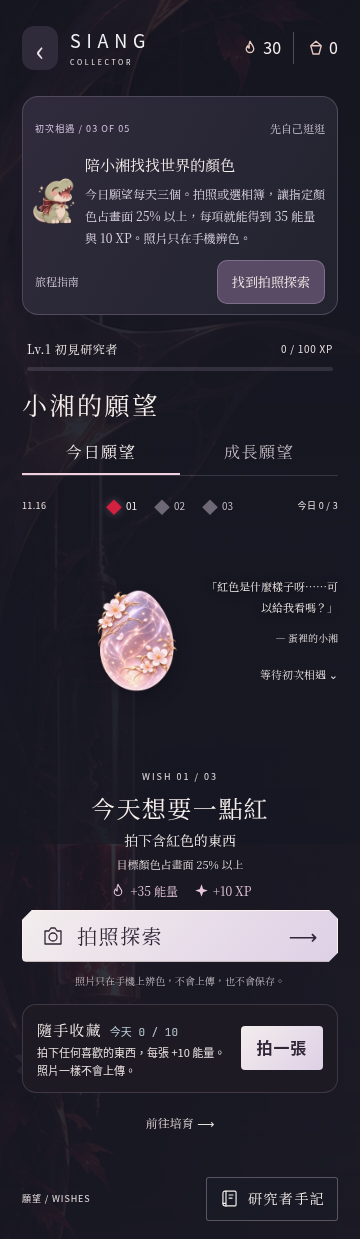 ‹ SIANG 30 0
COLLECTOR
初次相遇 / 03 OF 05 先自己逛逛
陪小湘找找世界的顏色
今日願望每天三個。拍照或選相簿，讓指定顏
色占畫面 25% 以上，每項就能得到 35 能量
與 10 XP。照片只在手機辨色。
旅程指南 找到拍照探索
Lv.1 初見研究者 0 / 100 XP
小湘的願望
今日願望 成長願望
11.16 01 02 03 今日 0 / 3
「紅色是什麼樣子呀⋯⋯可
以給我看嗎？」
— 蛋裡的小湘
等待初次相遇 ⌄
WISH 01 / 03
今天想要一點紅
拍下含紅色的東西
目標顏色占畫面 25% 以上
+35 能量 +10 XP
拍照探索 ⟶
照片只在手機上辨色，不會上傳，也不會保存。
隨手收藏 今天 0 / 10
拍下任何喜歡的東西，每張 +10 能量。
照片一樣不會上傳。
拍一張
前往培育 ⟶
願望 / WISHES 研究者手記